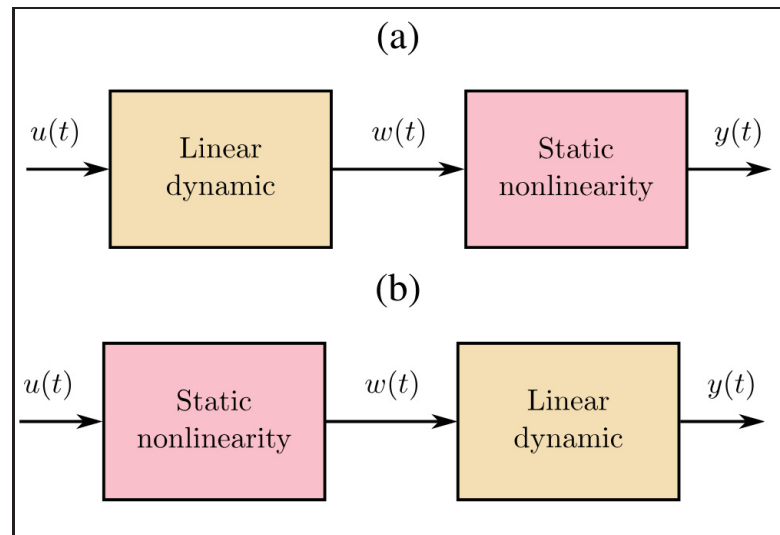 (a)
u(t)
Linear
dynamic
w(t)
Static
nonlinearity
y(t)
(b)
u(t)
Static
nonlinearity
w(t)
Linear
dynamic
y(t)